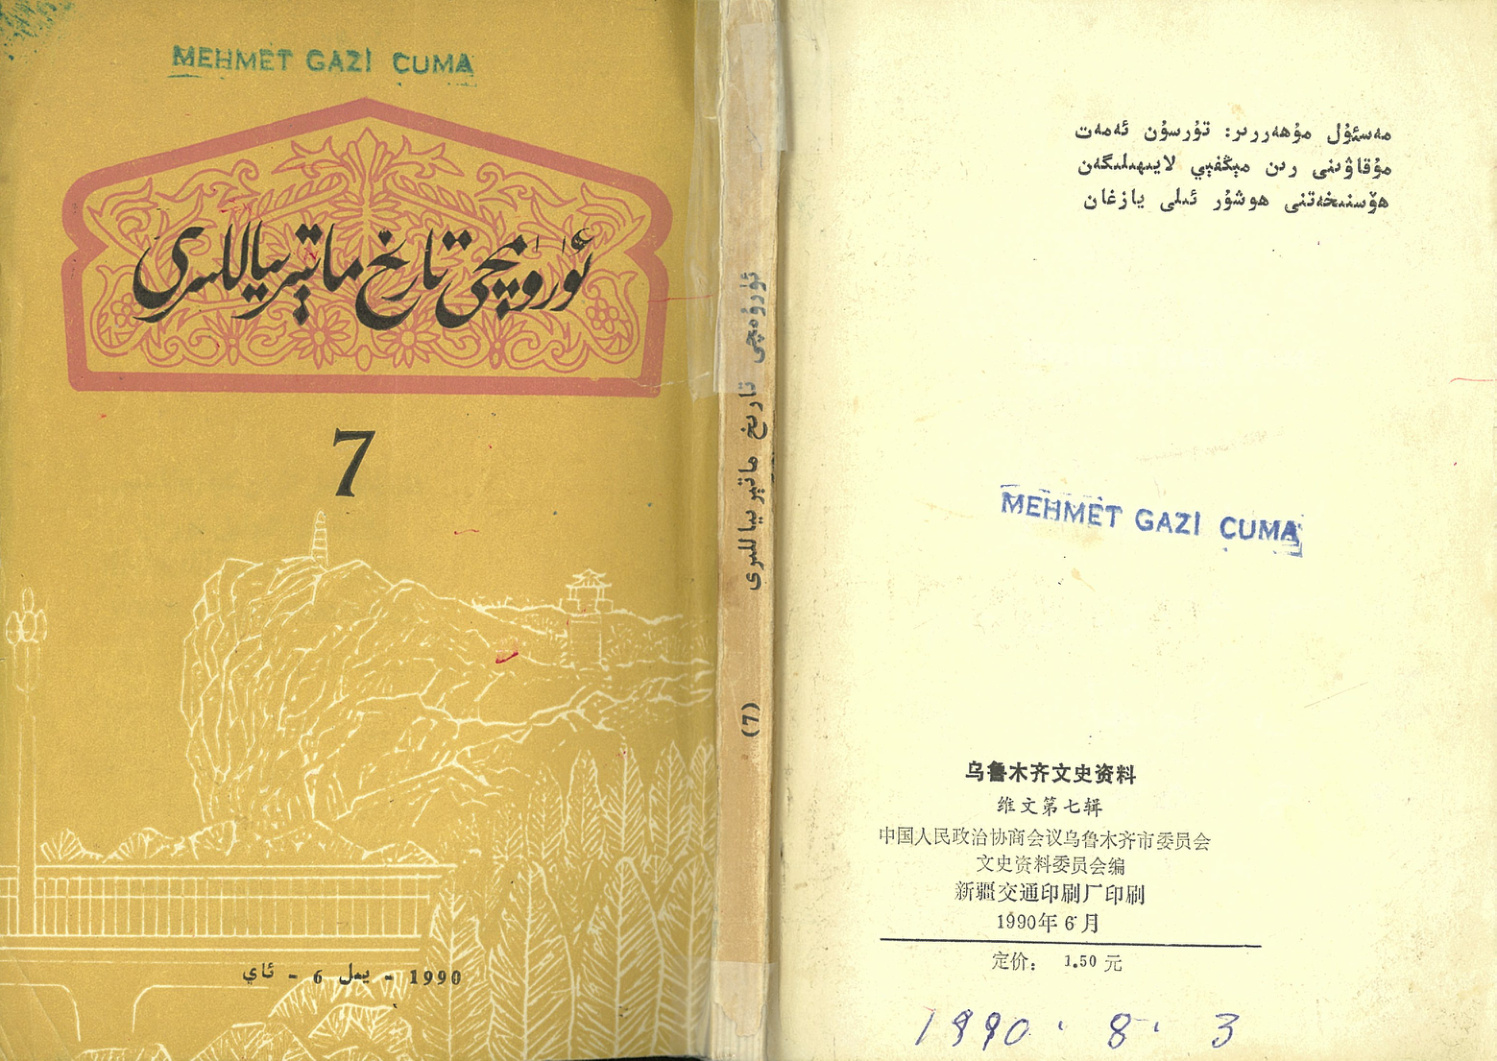 MEHMET GAZİ CUMA
ئۈرۈمچى تارىخ ماتېرىياللىرى
7
1990 - يىل 6 - ئاي
ئۈرۈمچى تارىخ ماتېرىياللىرى
(7)
مەسئۇل مۇھەررىر: تۇرسۇن ئەمەت
مۇقاۋىنى رىن مېڭفېي لايىھىلىگەن
ھۆسنىخەتنى ھوشۇر ئىلى يازغان
MEHMET GAZİ CUMA
乌鲁木齐文史资料
维文第七辑
中国人民政治协商会议乌鲁木齐市委员会
文史资料委员会编
新疆交通印刷厂印刷
1990年 6 月
定价： 1.50 元
1990. 8. 3